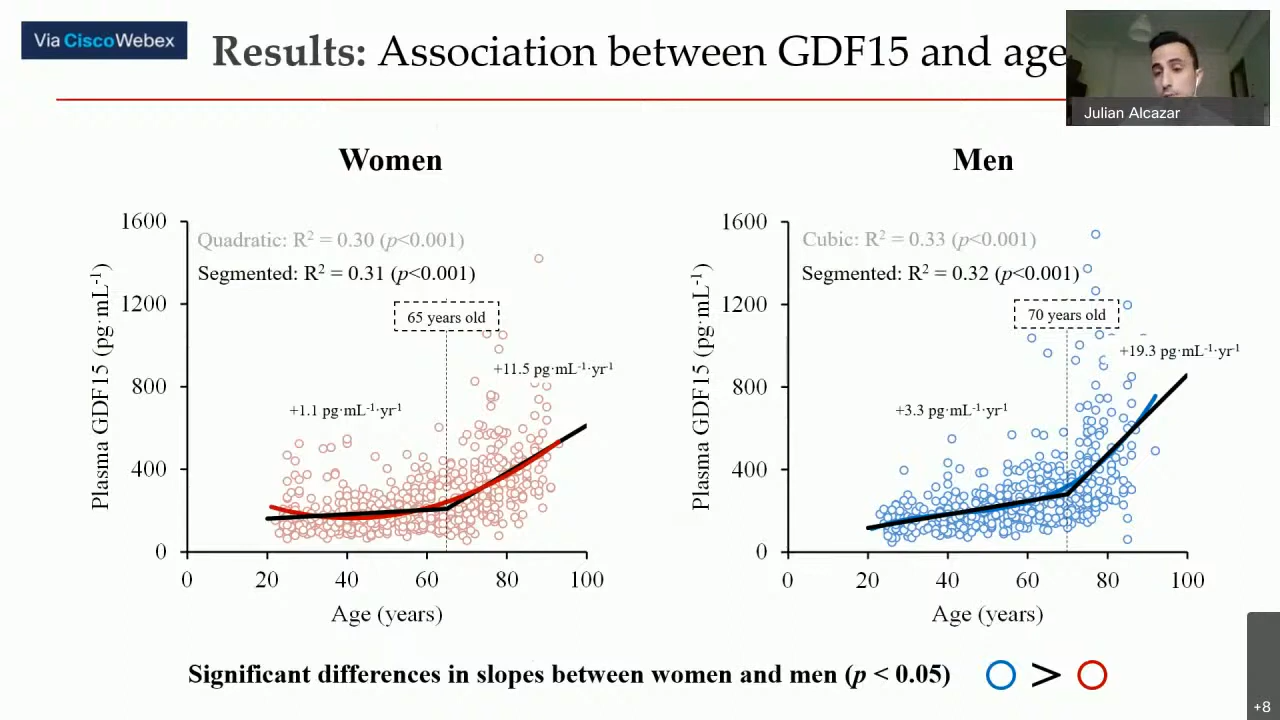 Via Cisco Webex
Results: Association between GDF15 and age
Julian Alcazar
Women
Men
1600
1200
800
400
0
Plasma GDF15 (pg·mL⁻¹)
Quadratic: R² = 0.30 (p<0.001)
Segmented: R² = 0.31 (p<0.001)
65 years old
+1.1 pg·mL⁻¹·yr⁻¹
+11.5 pg·mL⁻¹·yr⁻¹
0 20 40 60 80 100
Age (years)
1600
1200
800
400
0
Plasma GDF15 (pg·mL⁻¹)
Cubic: R² = 0.33 (p<0.001)
Segmented: R² = 0.32 (p<0.001)
70 years old
+3.3 pg·mL⁻¹·yr⁻¹
+19.3 pg·mL⁻¹·yr⁻¹
0 20 40 60 80 100
Age (years)
Significant differences in slopes between women and men (p < 0.05) >
+8